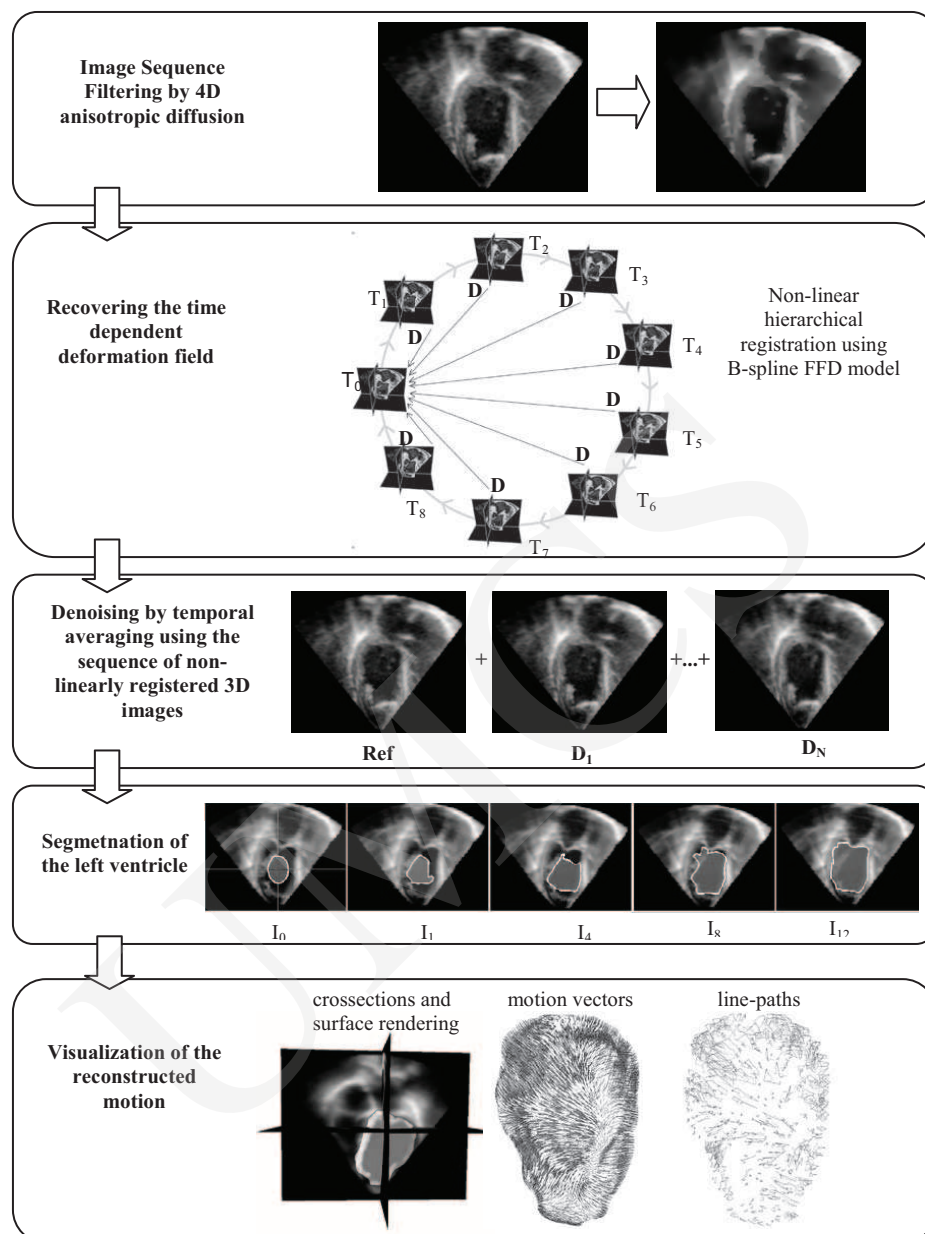 Image Sequence
Filtering by 4D
anisotropic diffusion
Recovering the time
dependent
deformation field
T₀
T₁
T₂
T₃
T₄
T₅
T₆
T₇
T₈
D
D
D
D
D
D
D
D
Non-linear
hierarchical
registration using
B-spline FFD model
Denoising by temporal
averaging using the
sequence of non-
linearly registered 3D
images
+
+...+
Ref
D₁
D_N
Segmetnation of
the left ventricle
I₀
I₁
I₄
I₈
I₁₂
Visualization of the
reconstructed
motion
crossections and
surface rendering
motion vectors
line-paths
UMCS